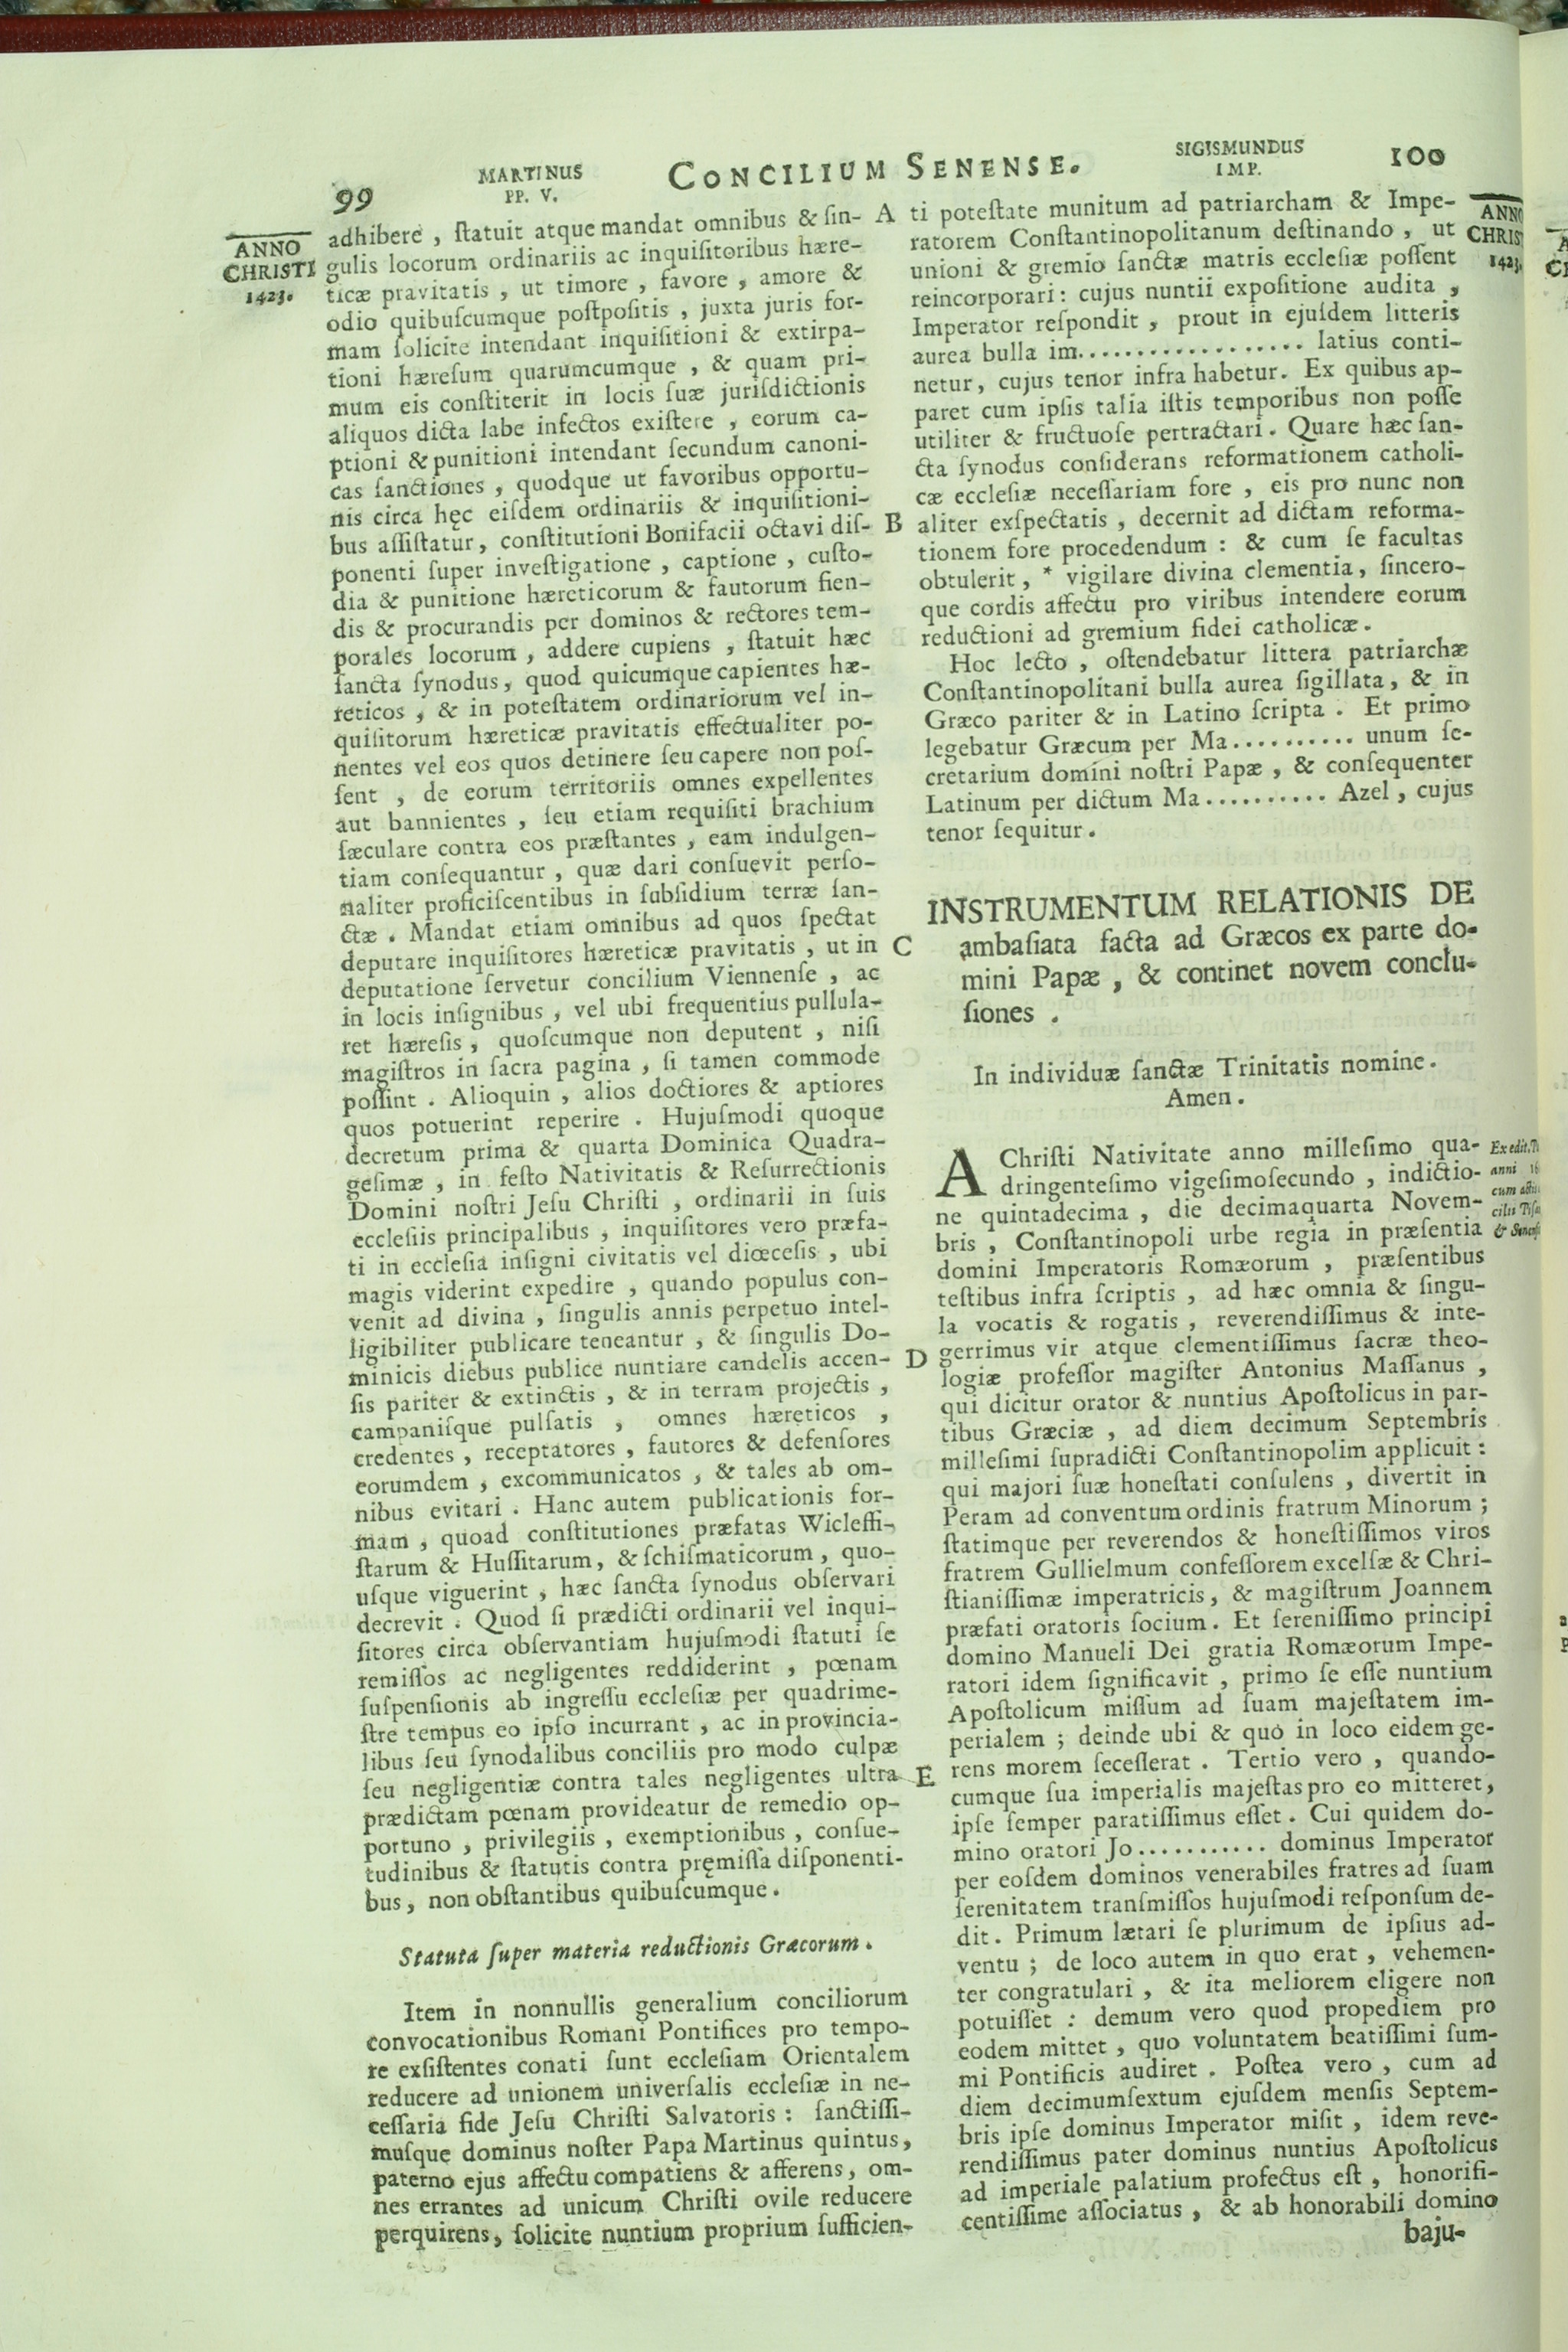 99
MARTINUS
PP. V.
CONCILIUM SENENSE.
SIGISMUNDUS
IMP.
100
ANNO
CHRISTI
1423.
adhibere , ſtatuit atque mandat omnibus & ſin-
gulis locorum ordinariis ac inquiſitoribus hære-
ticæ pravitatis , ut timore , favore , amore &
odio quibuſcumque poſtpoſitis , juxta juris for-
mam ſolicite intendant inquiſitioni & extirpa-
tioni hæreſum quarumcumque , & quam pri-
mum eis conſtiterit in locis ſuæ juriſdictionis
aliquos dicta labe infectos exiſtere , eorum ca-
ptioni & punitioni intendant ſecundum canoni-
cas ſanctiones , quodque ut favoribus opportu-
nis circa hęc eiſdem ordinariis & inquiſitioni-
bus aſſiſtatur, conſtitutioni Bonifacii octavi diſ-
ponenti ſuper inveſtigatione , captione , cuſto-
dia & punitione hæreticorum & fautorum fien-
dis & procurandis per dominos & rectores tem-
porales locorum , addere cupiens , ſtatuit hæc
ſancta ſynodus, quod quicumque capientes hæ-
reticos , & in poteſtatem ordinariorum vel in-
quiſitorum hæreticæ pravitatis effectualiter po-
nentes vel eos quos detinere ſeu capere non poſ-
ſent , de eorum territoriis omnes expellentes
aut bannientes , ſeu etiam requiſiti brachium
ſæculare contra eos præſtantes , eam indulgen-
tiam conſequantur , quæ dari conſuevit perſo-
naliter proficiſcentibus in ſubſidium terræ ſan-
ctæ . Mandat etiam omnibus ad quos ſpectat
deputare inquiſitores hæreticæ pravitatis , ut in
deputatione ſervetur concilium Viennenſe , ac
in locis inſignibus , vel ubi frequentius pullula-
ret hæreſis , quoſcumque non deputent , niſi
magiſtros in ſacra pagina , ſi tamen commode
poſſint . Alioquin , alios doctiores & aptiores
quos potuerint reperire . Hujuſmodi quoque
decretum prima & quarta Dominica Quadra-
geſimæ , in feſto Nativitatis & Reſurrectionis
Domini noſtri Jeſu Chriſti , ordinarii in ſuis
eccleſiis principalibus , inquiſitores vero præfa-
ti in eccleſia inſigni civitatis vel diœceſis , ubi
magis viderint expedire , quando populus con-
venit ad divina , ſingulis annis perpetuo intel-
ligibiliter publicare teneantur , & ſingulis Do-
minicis diebus publice nuntiare candelis accen-
ſis pariter & extinctis , & in terram projectis ,
campaniſque pulſatis , omnes hæreticos ,
credentes , receptatores , fautores & defenſores
eorumdem , excommunicatos , & tales ab om-
nibus evitari . Hanc autem publicationis for-
mam , quoad conſtitutiones præfatas Wicleffi-
ſtarum & Huſſitarum, & ſchiſmaticorum, quo-
uſque viguerint , hæc ſancta ſynodus obſervari
decrevit . Quod ſi prædicti ordinarii vel inqui-
ſitores circa obſervantiam hujuſmodi ſtatuti ſe
remiſſos ac negligentes reddiderint , pœnam
ſuſpenſionis ab ingreſſu eccleſiæ per quadrime-
ſtre tempus eo ipſo incurrant , ac in provincia-
libus ſeu ſynodalibus conciliis pro modo culpæ
ſeu negligentiæ contra tales negligentes ultra
prædictam pœnam provideatur de remedio op-
portuno , privilegiis , exemptionibus , conſue-
tudinibus & ſtatutis contra pręmiſſa diſponenti-
bus, non obſtantibus quibuſcumque.
Statuta ſuper materia reductionis Græcorum.
Item in nonnullis generalium conciliorum
convocationibus Romani Pontifices pro tempo-
re exſiſtentes conati ſunt eccleſiam Orientalem
reducere ad unionem univerſalis eccleſiæ in ne-
ceſſaria fide Jeſu Chriſti Salvatoris : ſanctiſſi-
muſque dominus noſter Papa Martinus quintus,
paterno ejus affectu compatiens & afferens, om-
nes errantes ad unicum Chriſti ovile reducere
perquirens, ſolicite nuntium proprium ſufficien-
A
B
C
D
E
ti poteſtate munitum ad patriarcham & Impe-
ratorem Conſtantinopolitanum deſtinando , ut
unioni & gremio ſanctæ matris eccleſiæ poſſent
reincorporari : cujus nuntii expoſitione audita ,
Imperator reſpondit , prout in ejuſdem litteris
aurea bulla im.................. latius conti-
netur, cujus tenor infra habetur. Ex quibus ap-
paret cum ipſis talia iſtis temporibus non poſſe
utiliter & fructuoſe pertractari. Quare hæc ſan-
cta ſynodus conſiderans reformationem catholi-
cæ eccleſiæ neceſſariam fore , eis pro nunc non
aliter exſpectatis , decernit ad dictam reforma-
tionem fore procedendum : & cum ſe facultas
obtulerit, * vigilare divina clementia, ſincero-
que cordis affectu pro viribus intendere eorum
reductioni ad gremium fidei catholicæ.
Hoc lecto , oſtendebatur littera patriarchæ
Conſtantinopolitani bulla aurea ſigillata, & in
Græco pariter & in Latino ſcripta . Et primo
legebatur Græcum per Ma.......... unum ſe-
cretarium domini noſtri Papæ , & conſequenter
Latinum per dictum Ma.......... Azel, cujus
tenor ſequitur.
INSTRUMENTUM RELATIONIS DE
ambaſiata facta ad Græcos ex parte do-
mini Papæ , & continet novem conclu-
ſiones .
In individuæ ſanctæ Trinitatis nomine.
Amen.
A Chriſti Nativitate anno milleſimo qua-
dringenteſimo vigeſimoſecundo , indictio-
ne quintadecima , die decimaquarta Novem-
bris , Conſtantinopoli urbe regia in præſentia
domini Imperatoris Romæorum , præſentibus
teſtibus infra ſcriptis , ad hæc omnia & ſingu-
la vocatis & rogatis , reverendiſſimus & inte-
gerrimus vir atque clementiſſimus ſacræ theo-
logiæ profeſſor magiſter Antonius Maſſanus ,
qui dicitur orator & nuntius Apoſtolicus in par-
tibus Græciæ , ad diem decimum Septembris
milleſimi ſupradicti Conſtantinopolim applicuit :
qui majori ſuæ honeſtati conſulens , divertit in
Peram ad conventum ordinis fratrum Minorum ;
ſtatimque per reverendos & honeſtiſſimos viros
fratrem Gullielmum confeſſorem excelſæ & Chri-
ſtianiſſimæ imperatricis, & magiſtrum Joannem
præfati oratoris ſocium. Et ſereniſſimo principi
domino Manueli Dei gratia Romæorum Impe-
ratori idem ſignificavit , primo ſe eſſe nuntium
Apoſtolicum miſſum ad ſuam majeſtatem im-
perialem ; deinde ubi & quo in loco eidem ge-
rens morem ſeceſſerat . Tertio vero , quando-
cumque ſua imperialis majeſtas pro eo mitteret,
ipſe ſemper paratiſſimus eſſet. Cui quidem do-
mino oratori Jo........... dominus Imperator
per eoſdem dominos venerabiles fratres ad ſuam
ſerenitatem tranſmiſſos hujuſmodi reſponſum de-
dit. Primum lætari ſe plurimum de ipſius ad-
ventu ; de loco autem in quo erat , vehemen-
ter congratulari , & ita meliorem eligere non
potuiſſet : demum vero quod propediem pro
eodem mittet , quo voluntatem beatiſſimi ſum-
mi Pontificis audiret . Poſtea vero , cum ad
diem decimumſextum ejuſdem menſis Septem-
bris ipſe dominus Imperator miſit , idem reve-
rendiſſimus pater dominus nuntius Apoſtolicus
ad imperiale palatium profectus eſt , honorifi-
centiſſime aſſociatus , & ab honorabili domino
baju-
ANNO
CHRIST
1423.
Ex edit.
anni
cum
cilii
& Senenſ